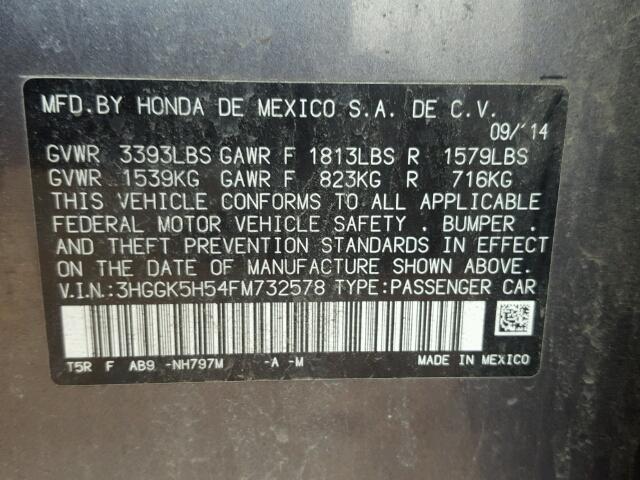 MFD.BY HONDA DE MEXICO S.A. DE C.V.
09/'14
GVWR 3393LBS GAWR F 1813LBS R 1579LBS
GVWR 1539KG GAWR F 823KG R 716KG
THIS VEHICLE CONFORMS TO ALL APPLICABLE
FEDERAL MOTOR VEHICLE SAFETY . BUMPER .
AND THEFT PREVENTION STANDARDS IN EFFECT
ON THE DATE OF MANUFACTURE SHOWN ABOVE.
V.I.N.:3HGGK5H54FM732578 TYPE:PASSENGER CAR
T5R F AB9 -NH797M -A -M MADE IN MEXICO